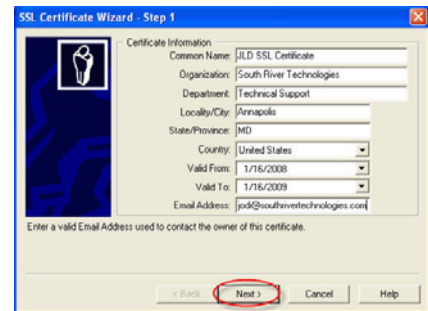 SSL Certificate Wizard - Step 1
Certificate Information
Common Name: JLD SSL Certificate
Organization: South River Technologies
Department: Technical Support
Locality/City: Annapolis
State/Province: MD
Country: United States
Valid From: 1/16/2008
Valid To: 1/16/2009
Email Address: jodi@southrivertechnologies.com
Enter a valid Email Address used to contact the owner of this certificate.
< Back Next > Cancel Help